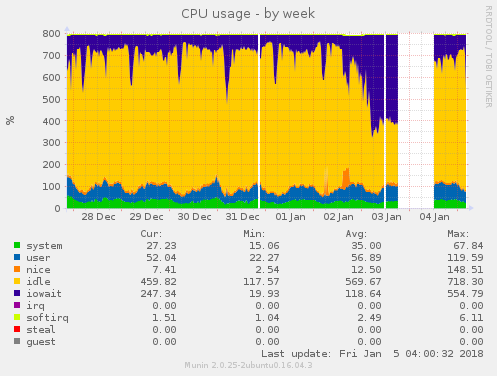 CPU usage - by week
RRDTOOL / TOBI OETIKER
%
800
700
600
500
400
300
200
100
0
28 Dec 29 Dec 30 Dec 31 Dec 01 Jan 02 Jan 03 Jan 04 Jan
Cur: Min: Avg: Max:
system 27.23 15.06 35.00 67.84
user 52.04 22.27 56.89 119.59
nice 7.41 2.54 12.50 148.51
idle 459.82 117.57 569.67 718.30
iowait 247.34 19.93 118.64 554.79
irq 0.00 0.00 0.00 0.00
softirq 1.51 1.04 2.49 6.11
steal 0.00 0.00 0.00 0.00
guest 0.00 0.00 0.00 0.00
Last update: Fri Jan 5 04:00:32 2018
Munin 2.0.25-2ubuntu0.16.04.3